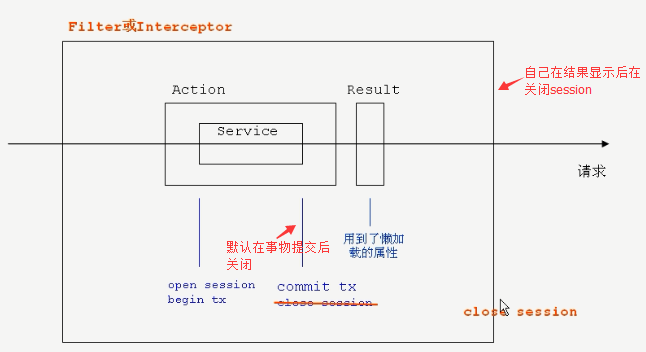 Filter或Interceptor
自己在结果显示后在
关闭session
Action
Result
Service
请求
默认在事物提交后
关闭
用到了懒加
载的属性
open session
begin tx
commit tx
close session
close session